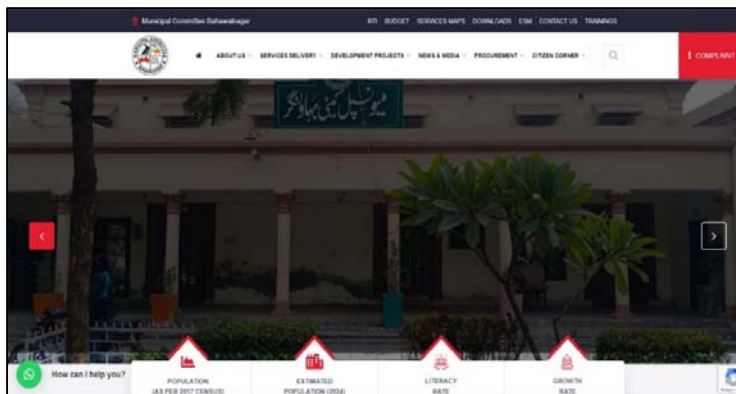 Municipal Committee Bahawalnagar
RTI BUDGET SERVICES MAPS DOWNLOADS ESM CONTACT US TRAININGS
ABOUT US SERVICES DELIVERY DEVELOPMENT PROJECTS NEWS & MEDIA PROCUREMENT CITIZEN CORNER
! COMPLAINT
میونسپل کمیٹی بہاولنگر
How can I help you?
POPULATION
(AS PER 2017 CENSUS)
EXTIMATED
POPULATION (2024)
LITERACY
RATE
GROWTH
RATE